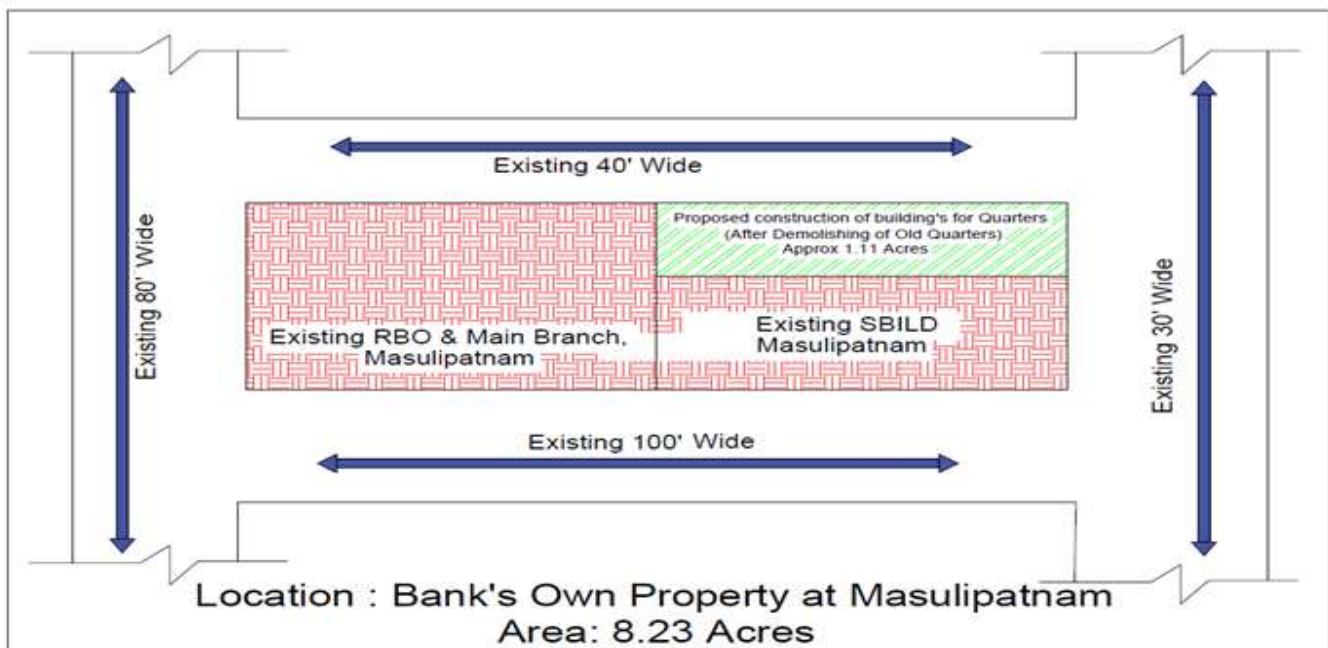 Existing 40' Wide
Existing 80' Wide
Proposed construction of building's for Quarters
(After Demolishing of Old Quarters)
Approx 1.11 Acres
Existing RBO & Main Branch,
Masulipatnam
Existing SBILD
Masulipatnam
Existing 30' Wide
Existing 100' Wide
Location : Bank's Own Property at Masulipatnam
Area: 8.23 Acres